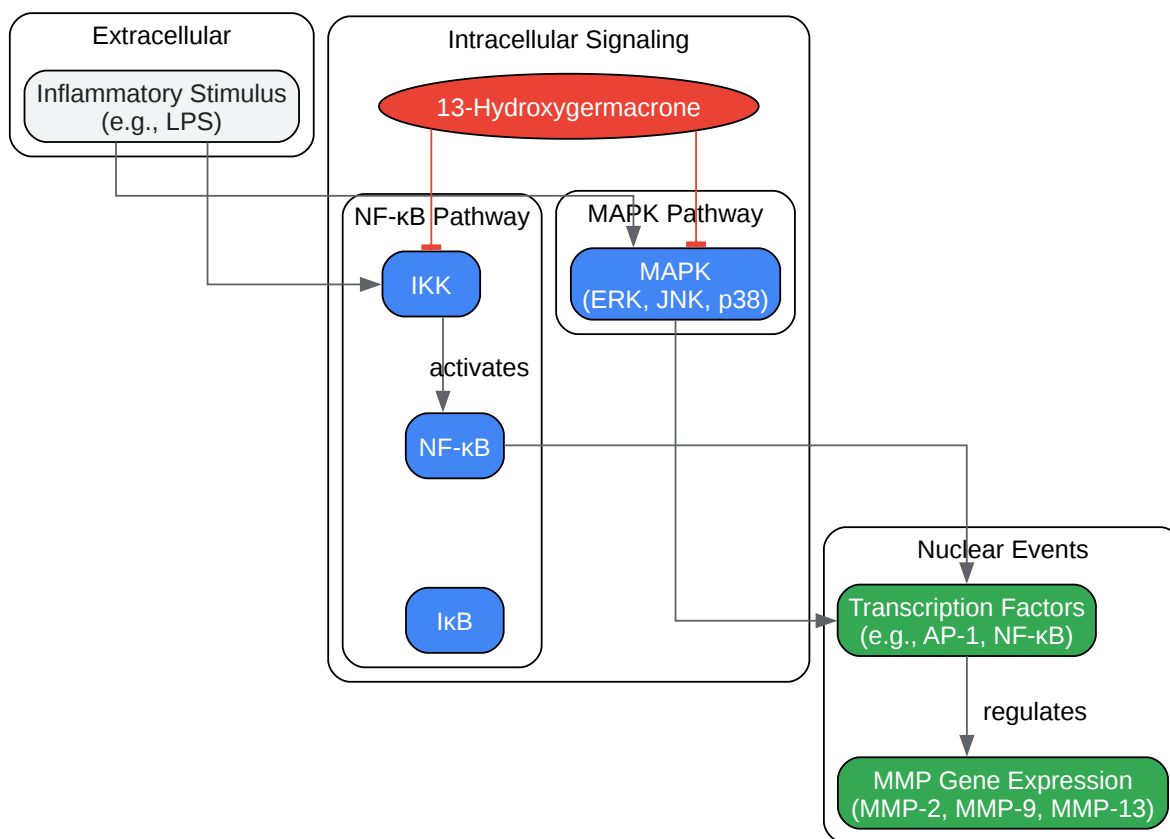 Extracellular
Inflammatory Stimulus
(e.g., LPS)
Intracellular Signaling
13-Hydroxygermacrone
NF-κB Pathway
IKK
activates
NF-κB
IκB
MAPK Pathway
MAPK
(ERK, JNK, p38)
Nuclear Events
Transcription Factors
(e.g., AP-1, NF-κB)
regulates
MMP Gene Expression
(MMP-2, MMP-9, MMP-13)